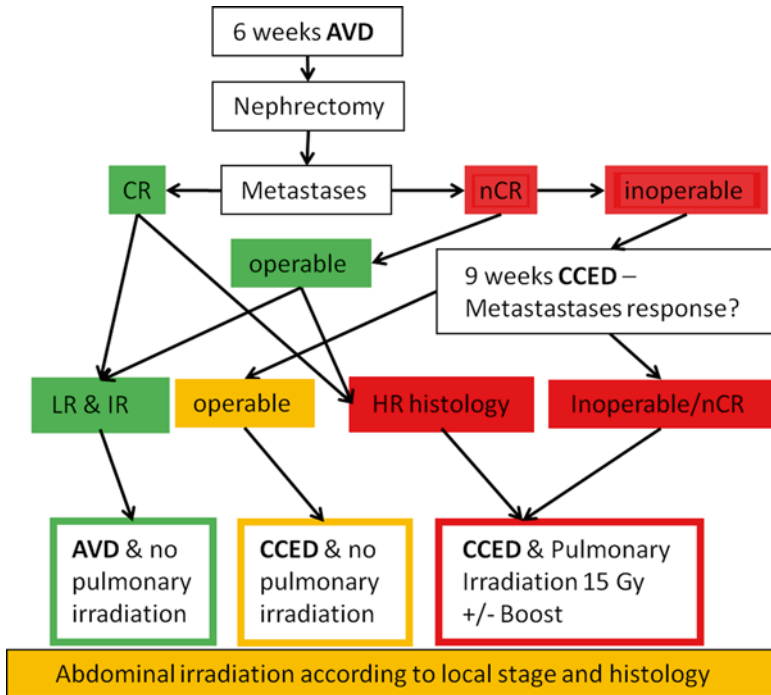 6 weeks AVD
Nephrectomy
CR
Metastases
nCR
inoperable
operable
9 weeks CCED –
Metastastases response?
LR & IR
operable
HR histology
Inoperable/nCR
AVD & no
pulmonary
irradiation
CCED & no
pulmonary
irradiation
CCED & Pulmonary
Irradiation 15 Gy
+/- Boost
Abdominal irradiation according to local stage and histology